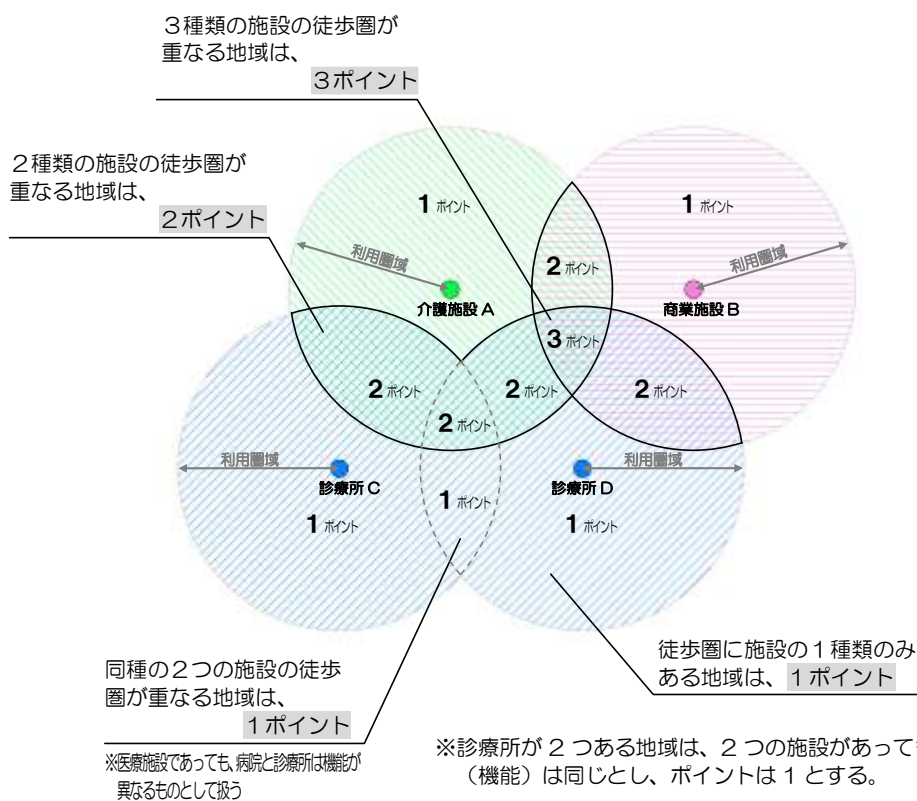 ３種類の施設の徒歩圏が
重なる地域は、
３ポイント
２種類の施設の徒歩圏が
重なる地域は、
２ポイント
1 ポイント
1 ポイント
利用圏域
2 ポイント
利用圏域
介護施設 A
商業施設 B
3 ポイント
2 ポイント
2 ポイント
2 ポイント
2 ポイント
利用圏域
利用圏域
診療所 C
診療所 D
1 ポイント
1 ポイント
1 ポイント
同種の２つの施設の徒歩
圏が重なる地域は、
１ポイント
※医療施設であっても、病院と診療所は機能が
異なるものとして扱う
徒歩圏に施設の１種類のみ
ある地域は、１ポイント
※診療所が 2 つある地域は、2 つの施設があって
（機能）は同じとし、ポイントは 1 とする。